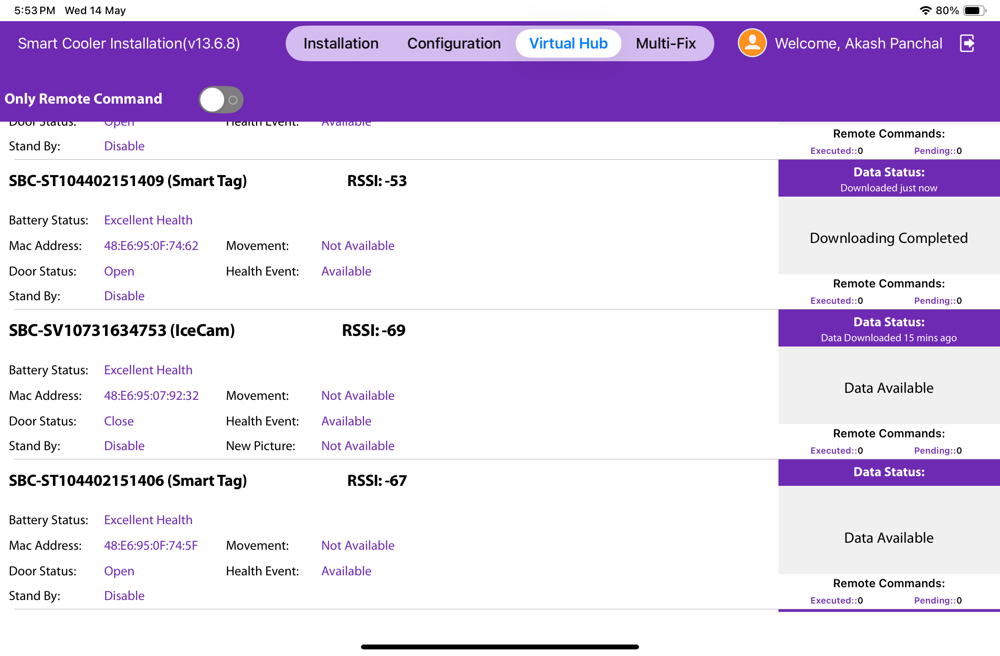 5:53 PM Wed 14 May 80%
Smart Cooler Installation(v13.6.8) Installation Configuration Virtual Hub Multi-Fix Welcome, Akash Panchal
Only Remote Command
Door Status: Open Health Event: Available
Remote Commands:
Stand By: Disable
Executed::0 Pending::0
SBC-ST104402151409 (Smart Tag) RSSI: -53
Data Status:
Downloaded just now
Battery Status: Excellent Health
Downloading Completed
Mac Address: 48:E6:95:0F:74:62 Movement: Not Available
Door Status: Open Health Event: Available
Remote Commands:
Stand By: Disable
Executed::0 Pending::0
SBC-SV10731634753 (IceCam) RSSI: -69
Data Status:
Data Downloaded 15 mins ago
Battery Status: Excellent Health
Data Available
Mac Address: 48:E6:95:07:92:32 Movement: Not Available
Door Status: Close Health Event: Available
Remote Commands:
Stand By: Disable New Picture: Not Available
Executed::0 Pending::0
SBC-ST104402151406 (Smart Tag) RSSI: -67
Data Status:
Battery Status: Excellent Health
Data Available
Mac Address: 48:E6:95:0F:74:5F Movement: Not Available
Door Status: Open Health Event: Available
Remote Commands:
Stand By: Disable
Executed::0 Pending::0